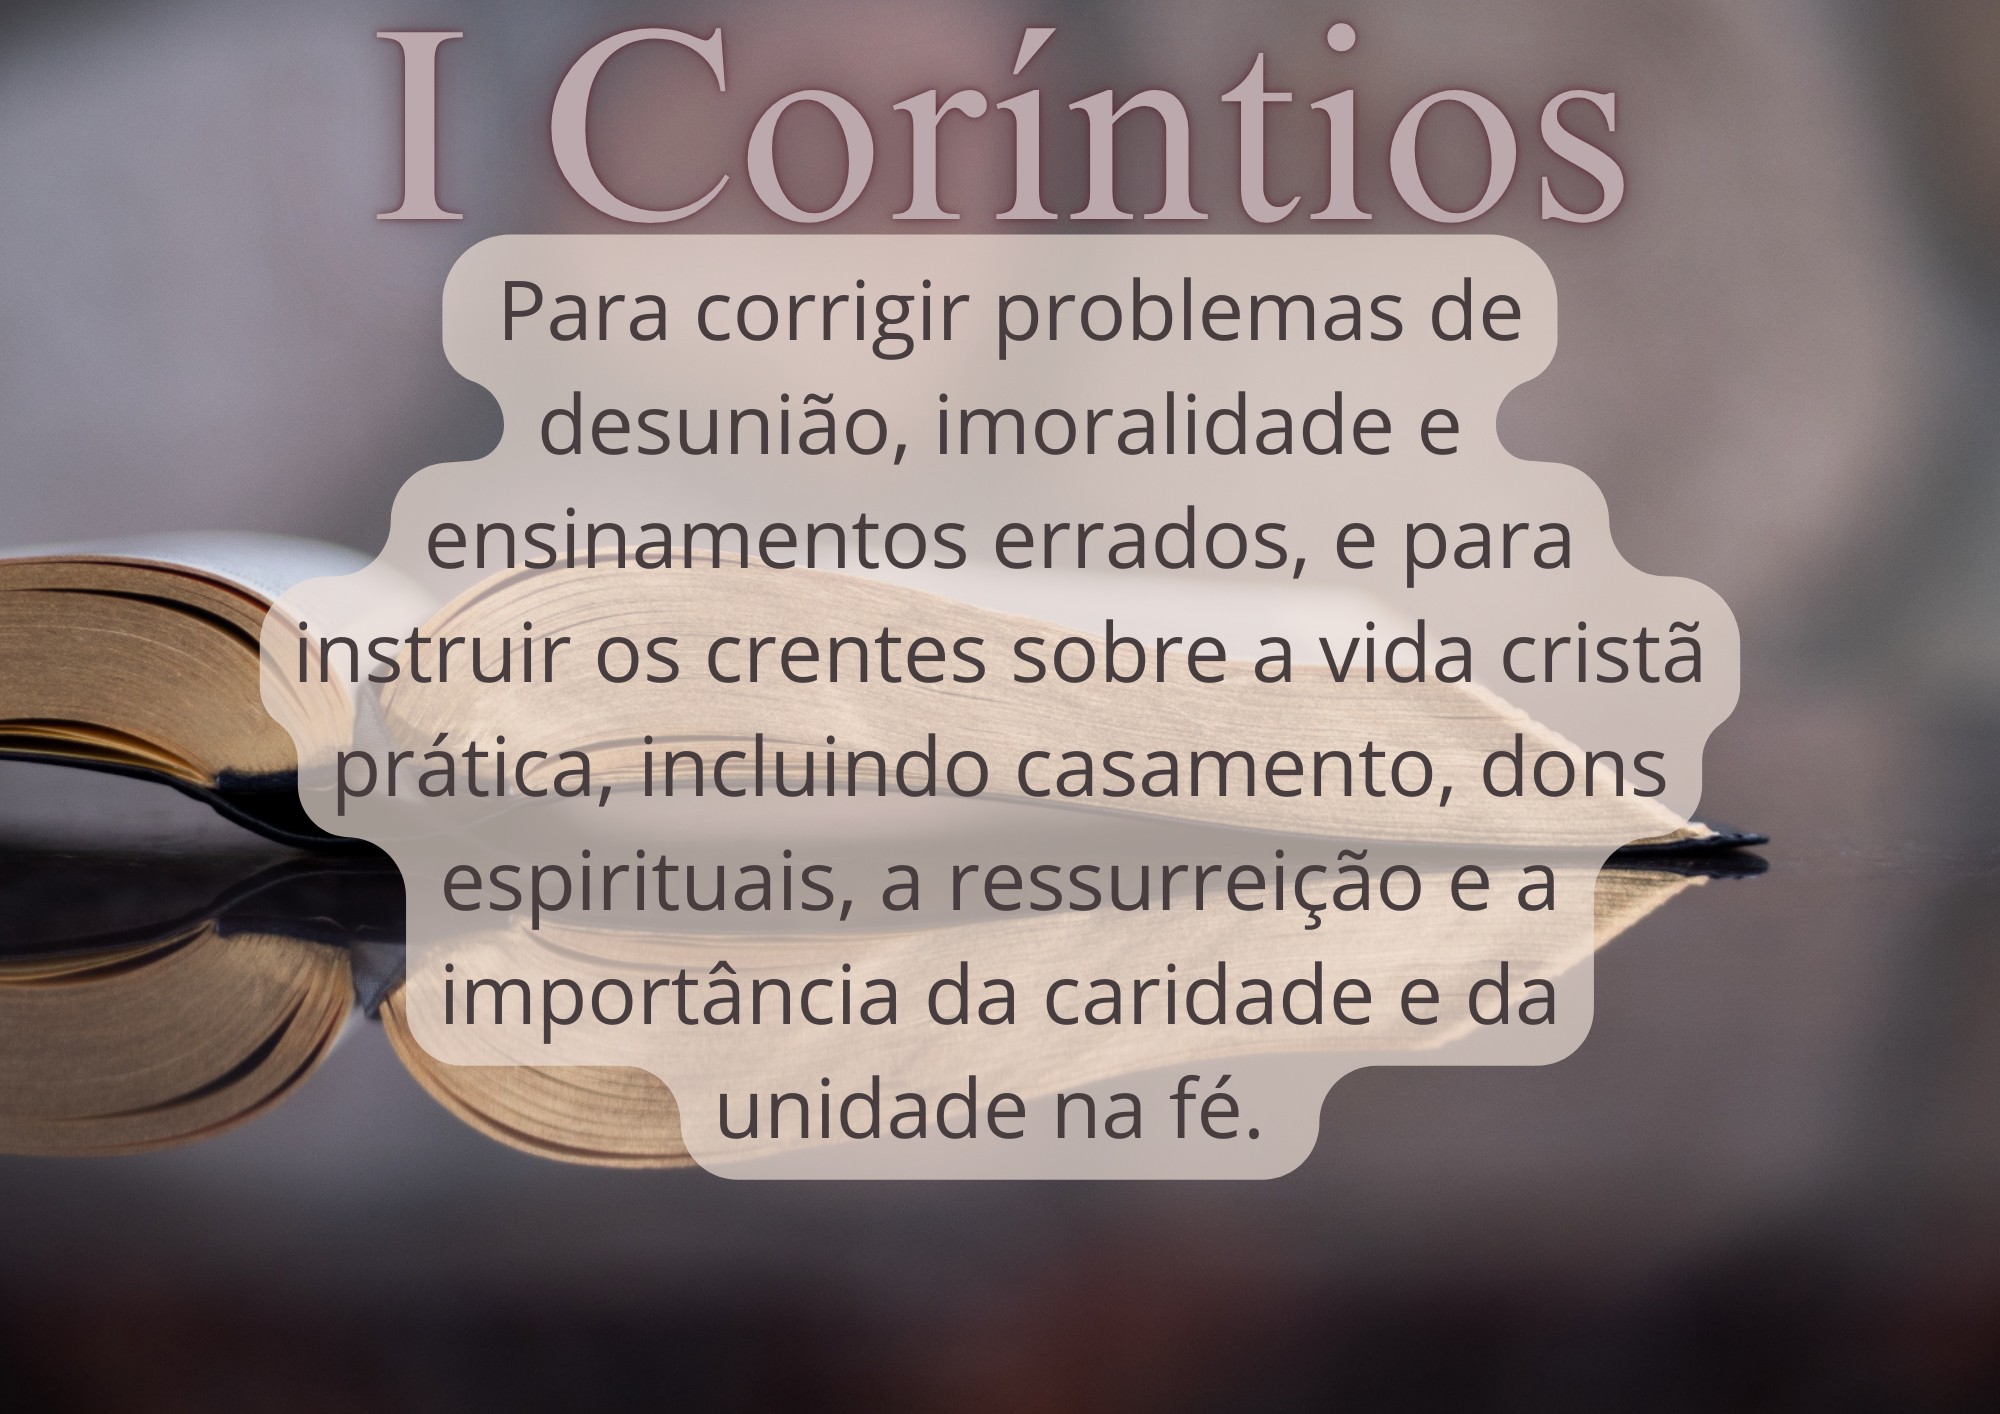 I Coríntios
Para corrigir problemas de
desunião, imoralidade e
ensinamentos errados, e para
instruir os crentes sobre a vida cristã
prática, incluindo casamento, dons
espirituais, a ressurreição e a
importância da caridade e da
unidade na fé.